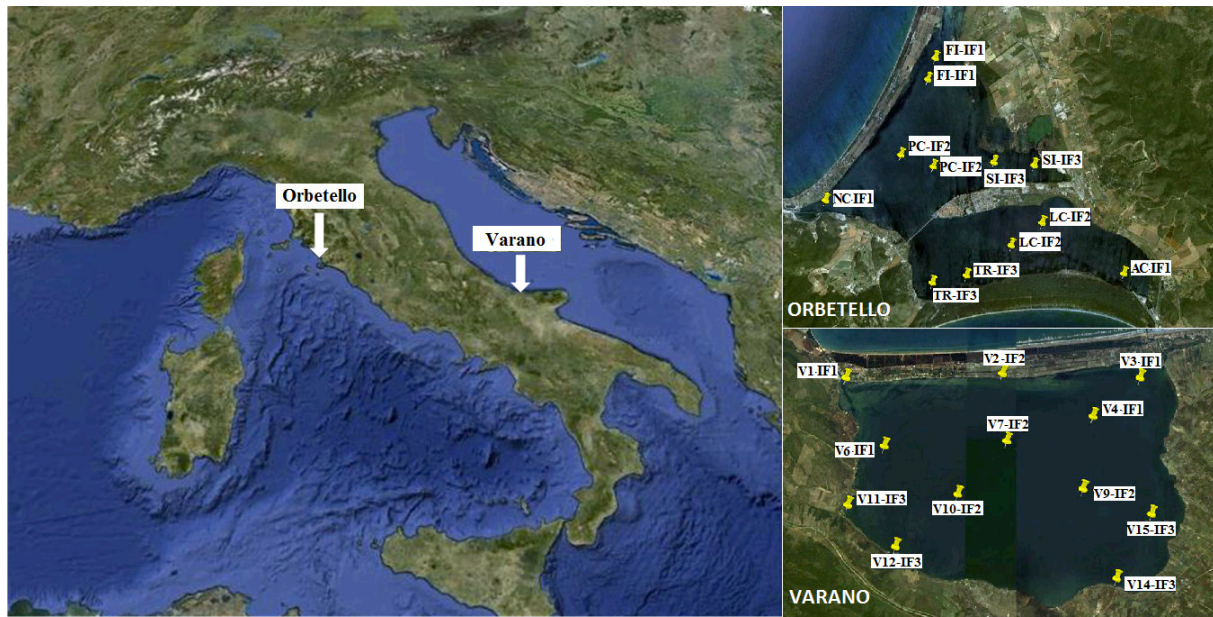 Orbetello
Varano
FI-IF1
FI-IF1
PC-IF2
PC-IF2
SI-IF3
SI-IF3
NC-IF1
LC-IF2
LC-IF2
TR-IF3
TR-IF3
AC-IF1
ORBETELLO
V1-IF1
V2-IF2
V3-IF1
V4-IF1
V7-IF2
V6-IF1
V9-IF2
V10-IF2
V11-IF3
V15-IF3
V12-IF3
V14-IF3
VARANO